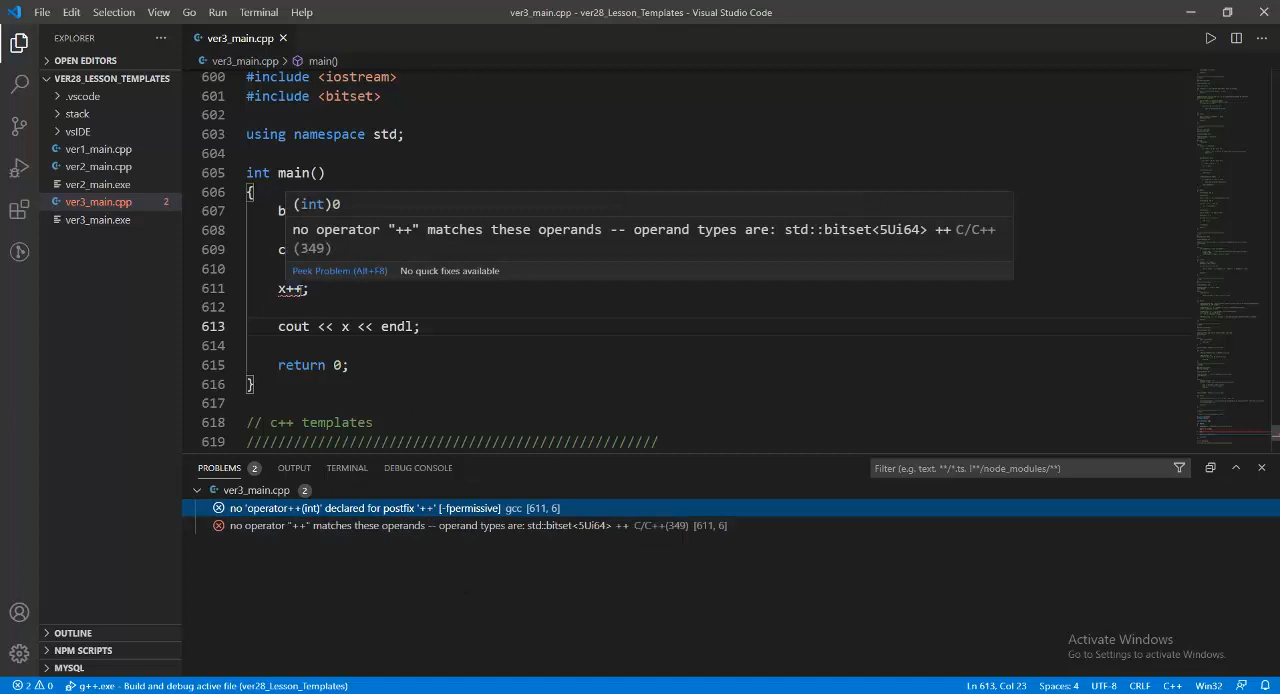 File Edit Selection View Go Run Terminal Help
ver3_main.cpp - ver28_Lesson_Templates - Visual Studio Code
EXPLORER
OPEN EDITORS
VER28_LESSON_TEMPLATES
.vscode
stack
vsIDE
ver1_main.cpp
ver2_main.cpp
ver2_main.exe
ver3_main.cpp 2
ver3_main.exe
OUTLINE
NPM SCRIPTS
MYSQL
ver3_main.cpp
ver3_main.cpp > main()
600 #include <iostream>
601 #include <bitset>
602
603 using namespace std;
604
605 int main()
606 {
607 b
608
609 c
610
611 x++;
612
613 cout << x << endl;
614
615 return 0;
616 }
617
618 // c++ templates
619 /////////////////////////////////////////////////////
(int)0
no operator "++" matches these operands -- operand types are: std::bitset<5Ui64> ++ C/C++
(349)
Peek Problem (Alt+F8) No quick fixes available
PROBLEMS 2 OUTPUT TERMINAL DEBUG CONSOLE
Filter (e.g. text, **/*.ts, !**/node_modules/**)
ver3_main.cpp 2
no 'operator++(int)' declared for postfix '++' [-fpermissive] gcc [611, 6]
no operator "++" matches these operands -- operand types are: std::bitset<5Ui64> ++ C/C++(349) [611, 6]
Activate Windows
Go to Settings to activate Windows.
2 0 g++.exe - Build and debug active file (ver28_Lesson_Templates)
Ln 613, Col 23 Spaces: 4 UTF-8 CRLF C++ Win32